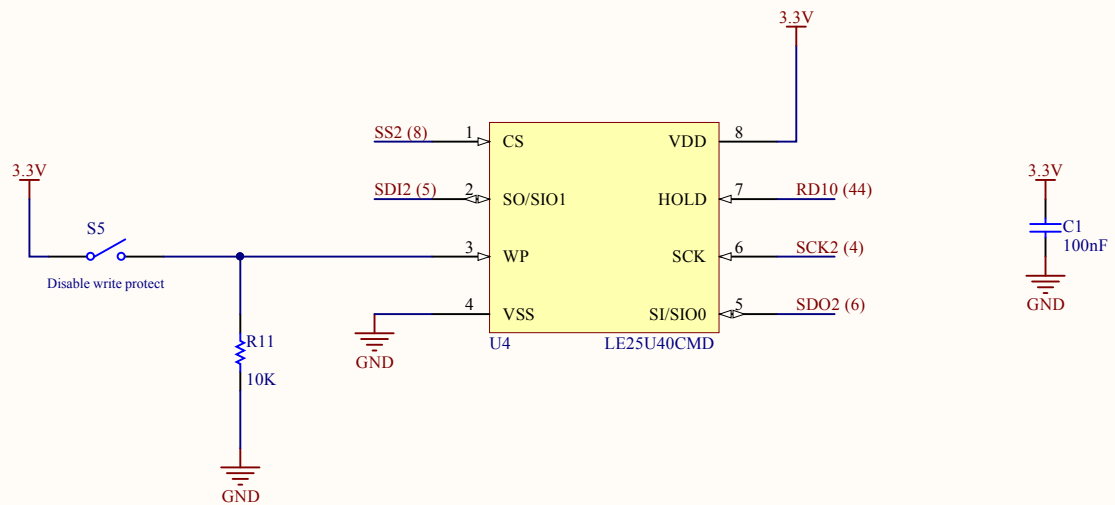 3.3V
SS2 (8)
1
CS
VDD
8
3.3V
SDI2 (5)
2
SO/SIO1
HOLD
7
RD10 (44)
3.3V
S5
Disable write protect
3
WP
SCK
6
SCK2 (4)
C1
100nF
GND
4
VSS
SI/SIO0
5
SDO2 (6)
GND
U4
LE25U40CMD
R11
10K
GND